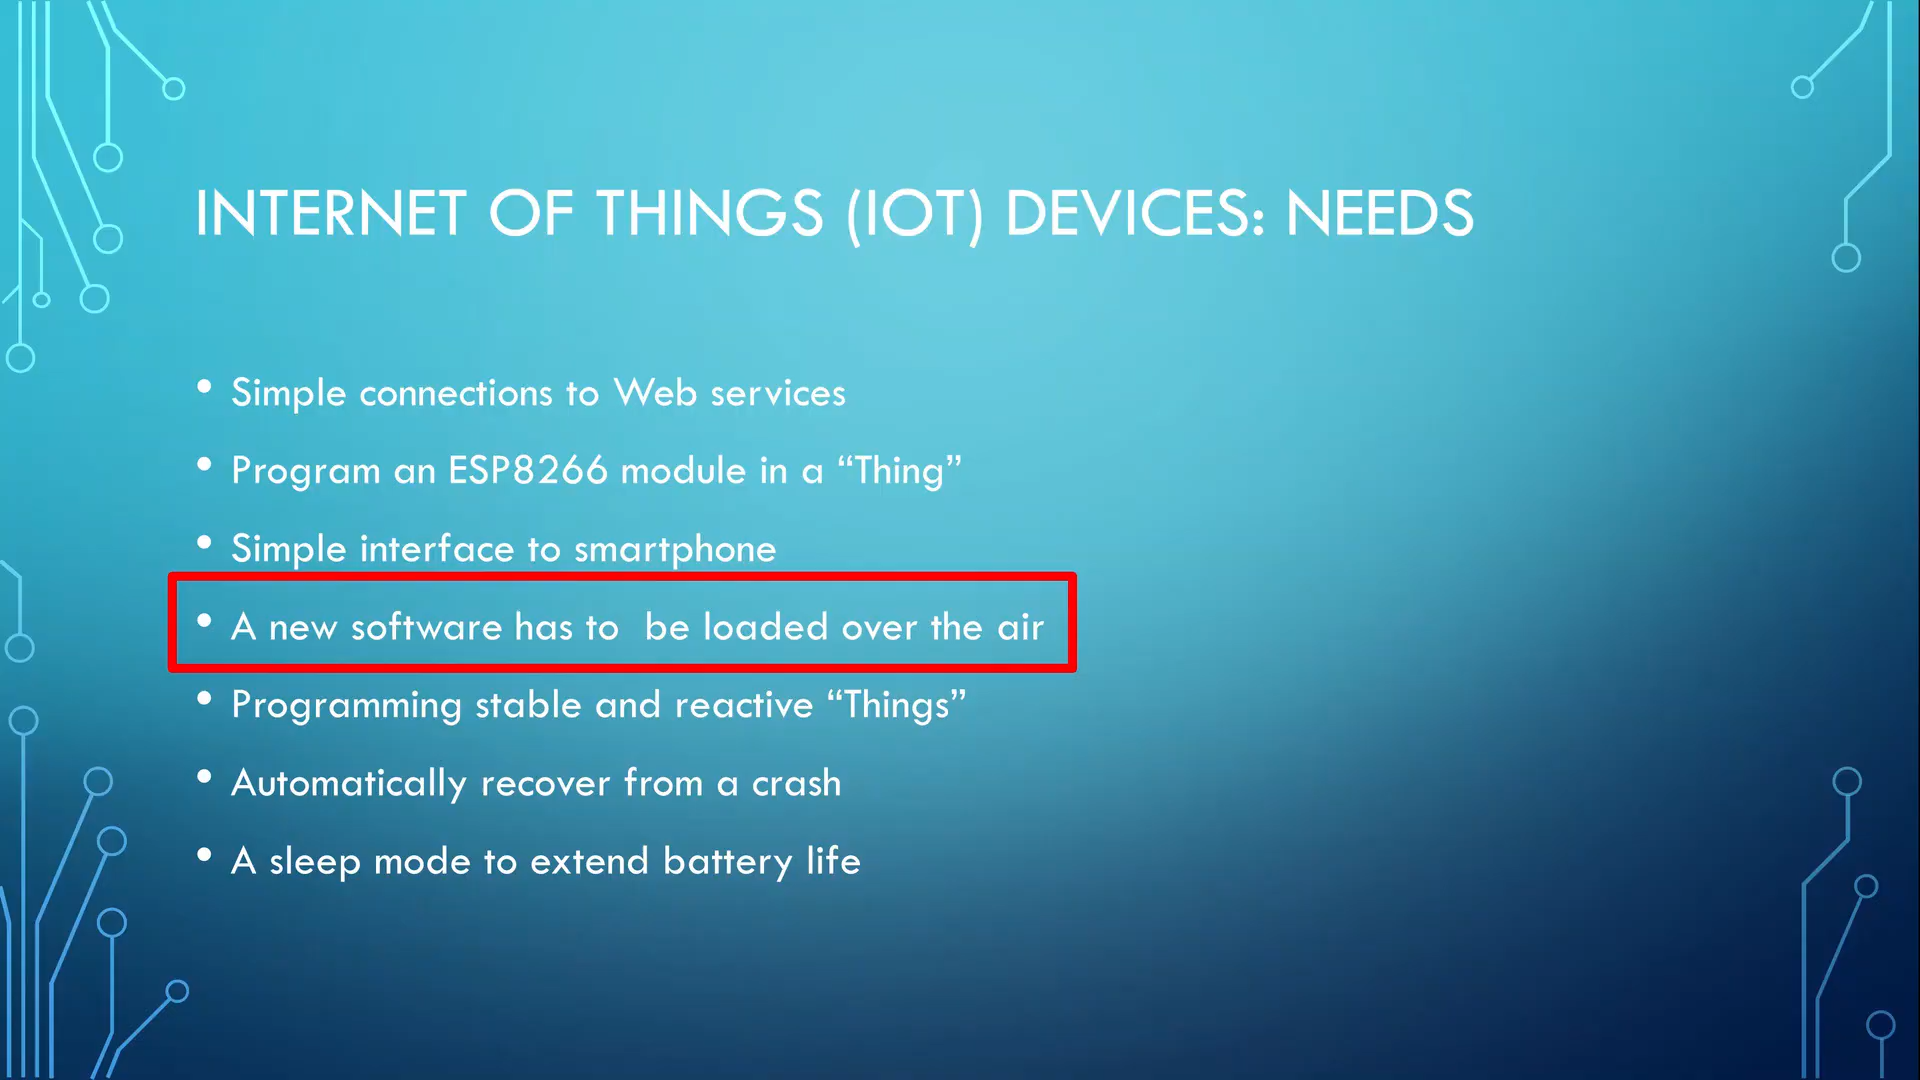 INTERNET OF THINGS (IOT) DEVICES: NEEDS
• Simple connections to Web services
• Program an ESP8266 module in a “Thing”
• Simple interface to smartphone
• A new software has to  be loaded over the air
• Programming stable and reactive “Things”
• Automatically recover from a crash
• A sleep mode to extend battery life